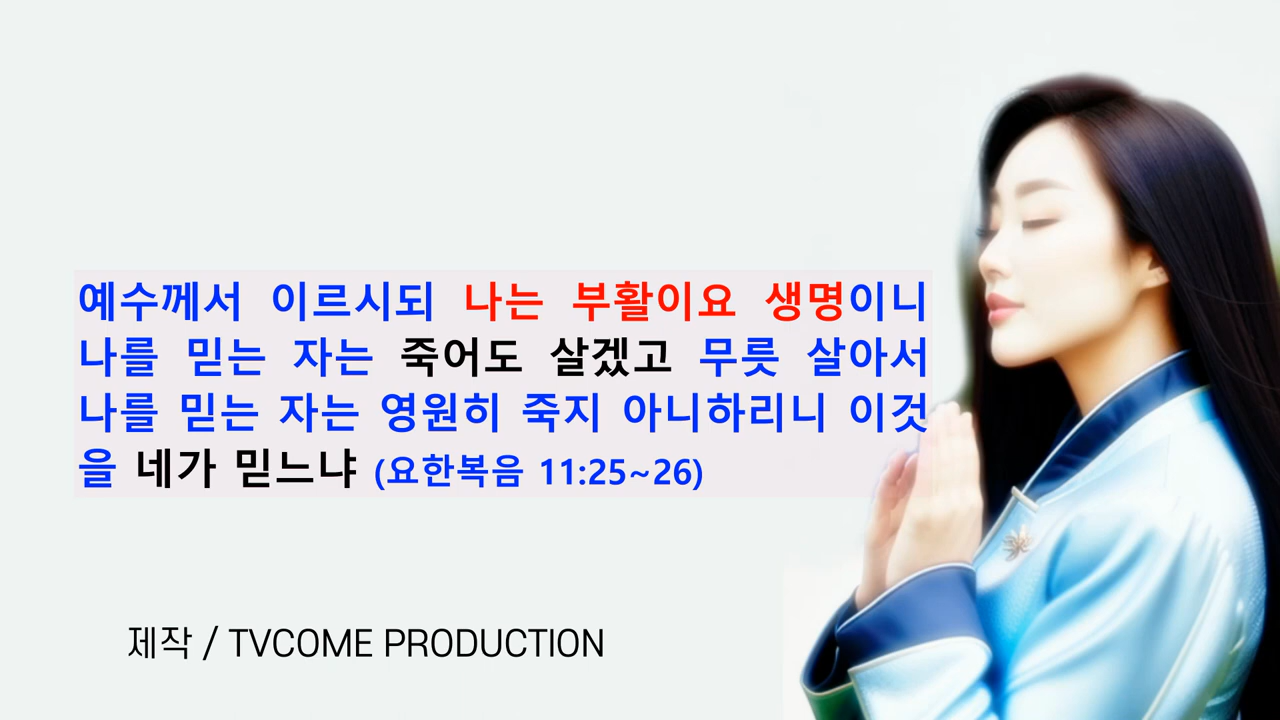 예수께서 이르시되 나는 부활이요 생명이니
나를 믿는 자는 죽어도 살겠고 무릇 살아서
나를 믿는 자는 영원히 죽지 아니하리니 이것
을 네가 믿느냐 (요한복음 11:25~26)
제작 / TVCOME PRODUCTION